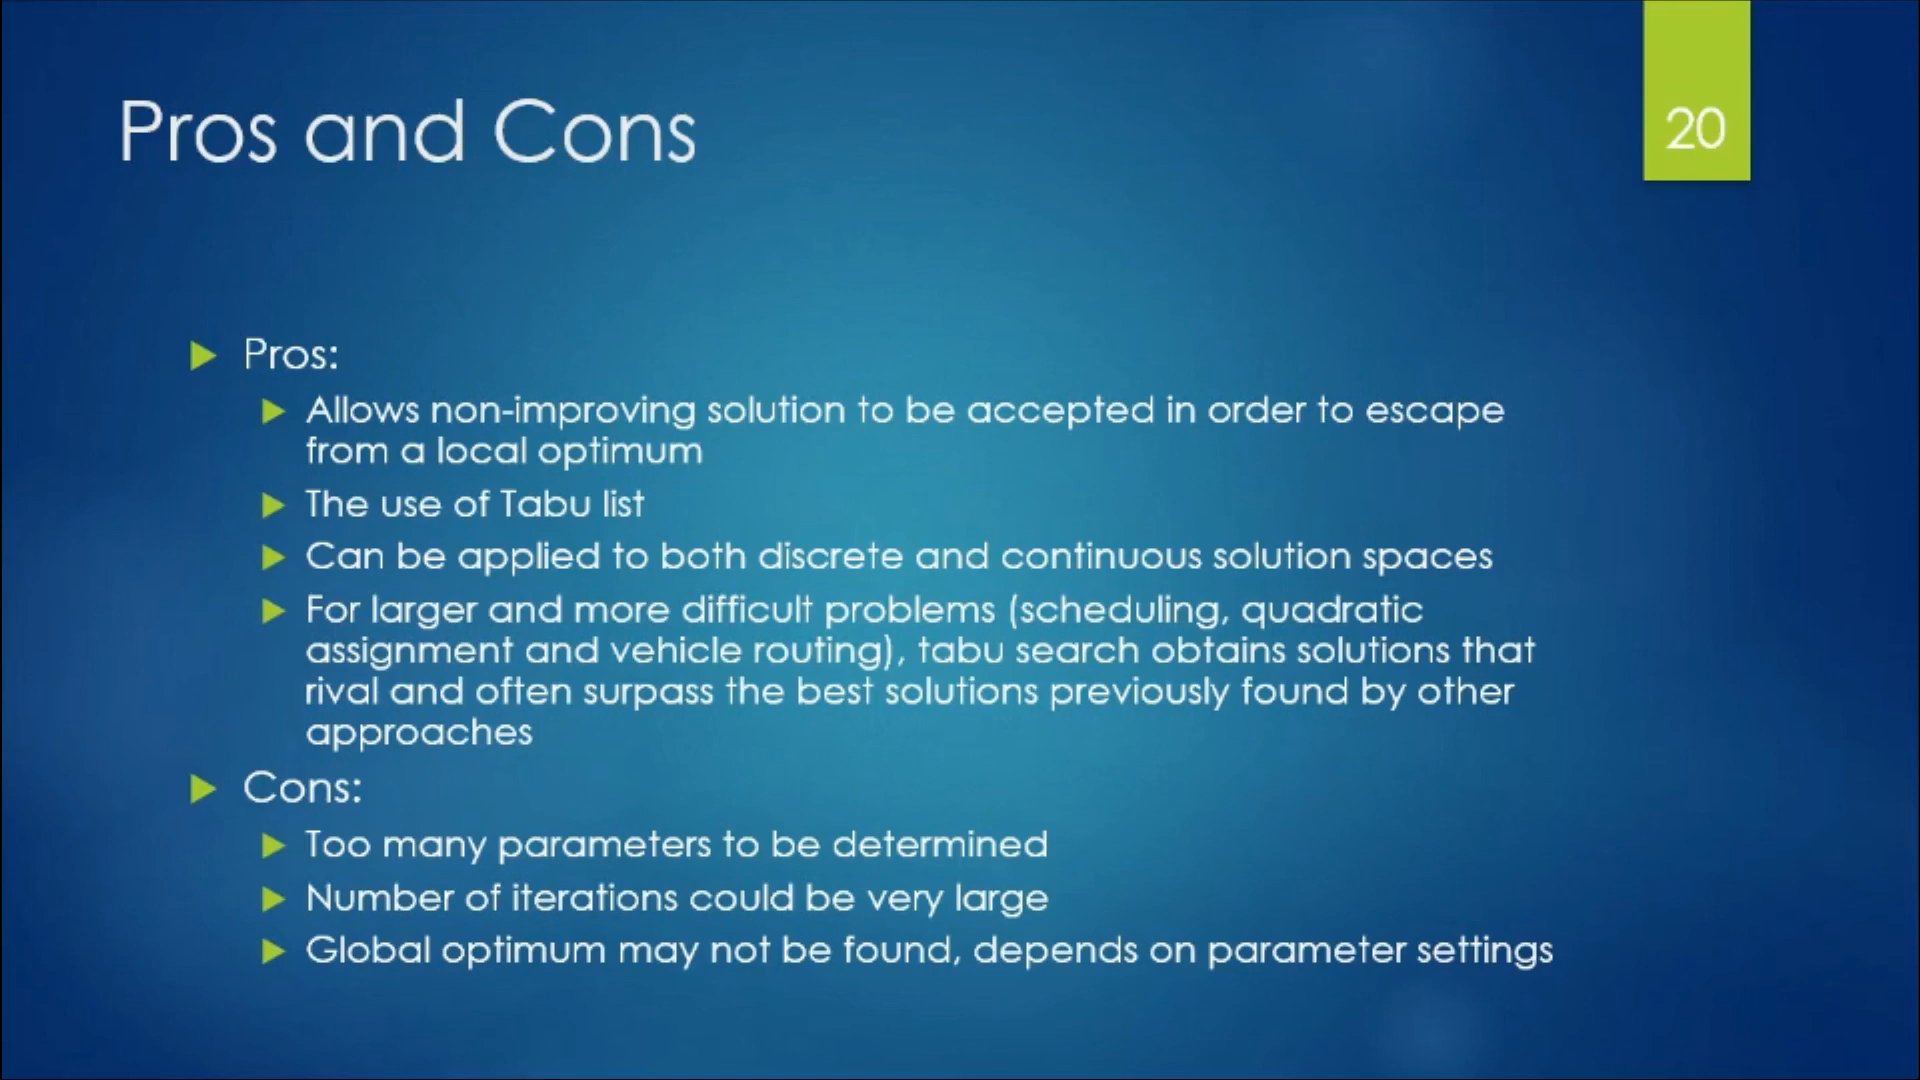 Pros and Cons
20
Pros:
Allows non-improving solution to be accepted in order to escape
from a local optimum
The use of Tabu list
Can be applied to both discrete and continuous solution spaces
For larger and more difficult problems (scheduling, quadratic
assignment and vehicle routing), tabu search obtains solutions that
rival and often surpass the best solutions previously found by other
approaches
Cons:
Too many parameters to be determined
Number of iterations could be very large
Global optimum may not be found, depends on parameter settings